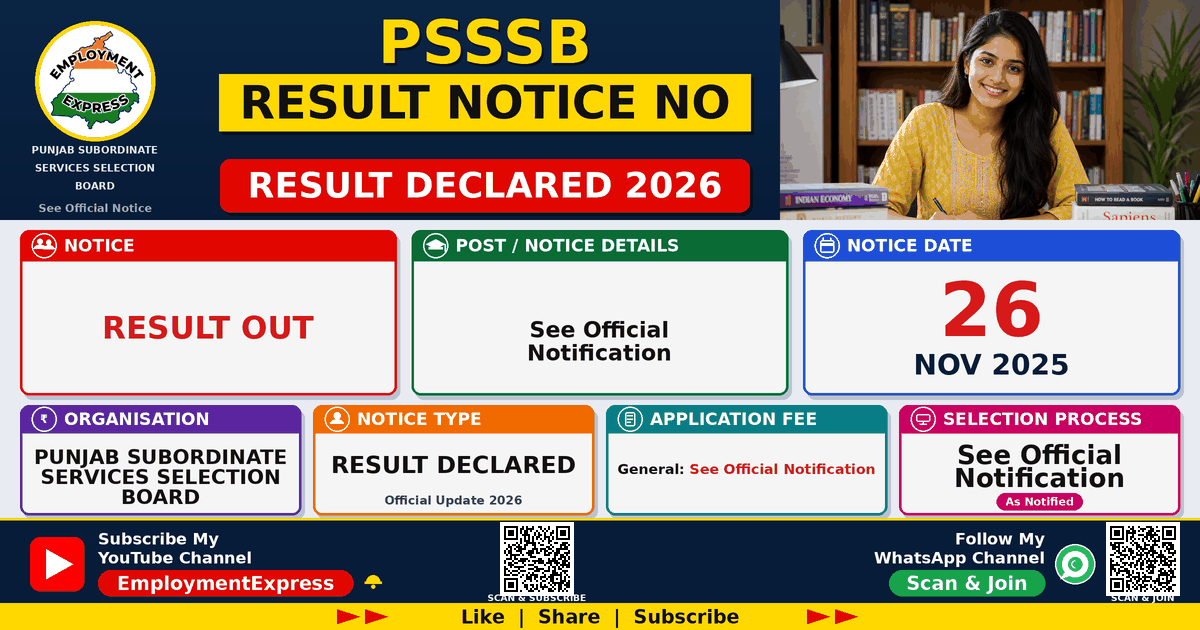 EMPLOYMENT
EXPRESS
PUNJAB SUBORDINATE
SERVICES SELECTION
BOARD
See Official Notice
PSSSB
RESULT NOTICE NO
RESULT DECLARED 2026
INDIAN ECONOMY
HOW TO READ A BOOK
Sapiens
NOTICE
RESULT OUT
POST / NOTICE DETAILS
See Official
Notification
NOTICE DATE
26
NOV 2025
₹ ORGANISATION
PUNJAB SUBORDINATE
SERVICES SELECTION
BOARD
NOTICE TYPE
RESULT DECLARED
Official Update 2026
APPLICATION FEE
General: See Official Notification
SELECTION PROCESS
See Official
Notification
As Notified
Subscribe My
YouTube Channel
EmploymentExpress
SCAN & SUBSCRIBE
Follow My
WhatsApp Channel
Scan & Join
SCAN & JOIN
Like | Share | Subscribe